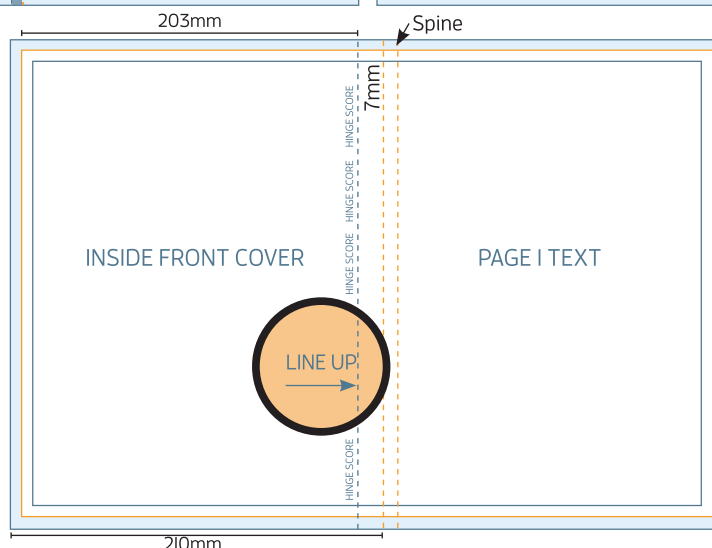 203mm
Spine
7mm
HINGE SCORE
HINGE SCORE
HINGE SCORE
INSIDE FRONT COVER
PAGE 1 TEXT
LINE UP
HINGE SCORE
210mm